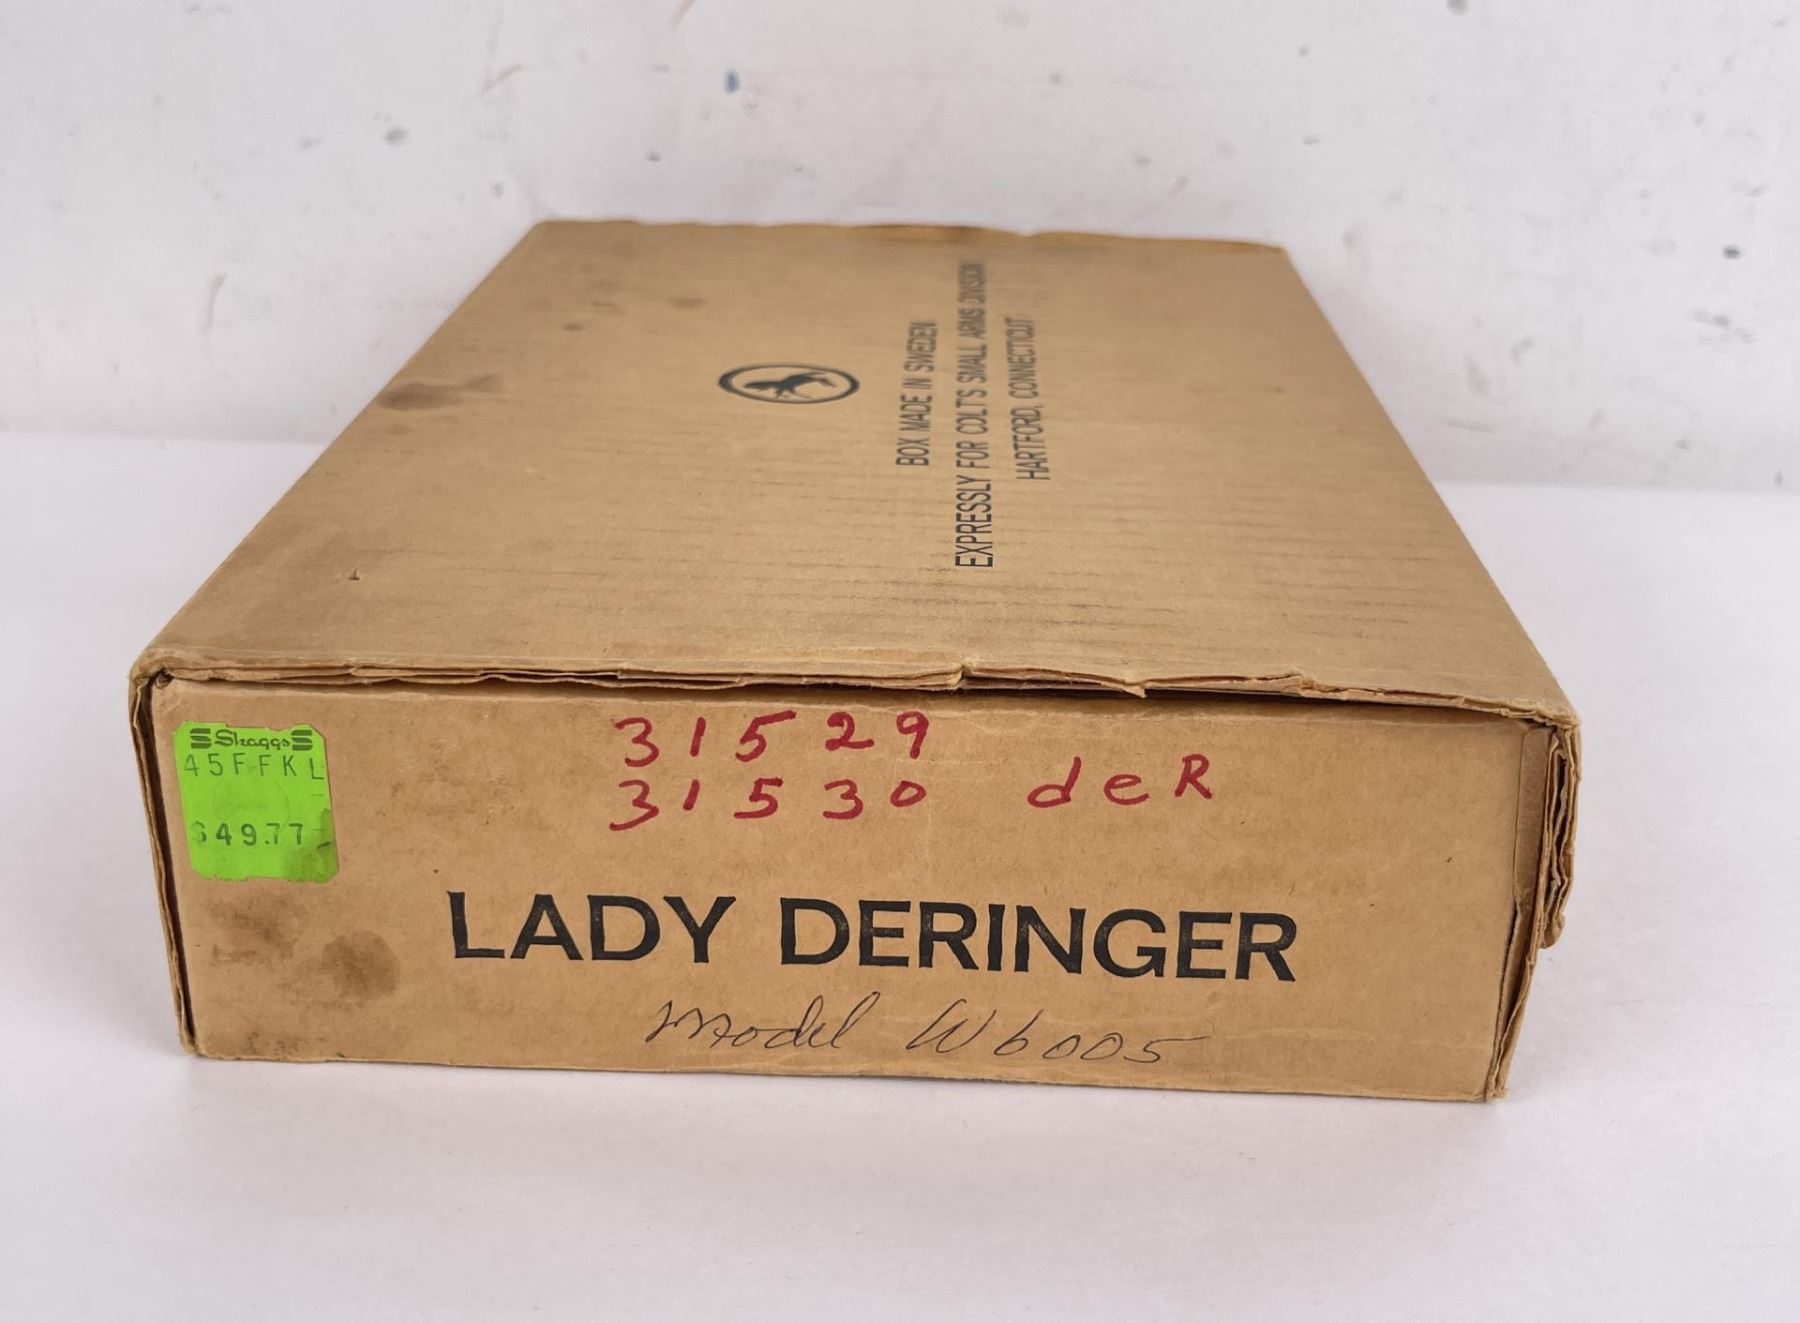 BOX MADE IN SWEDEN
EXPRESSLY FOR COLT'S SMALL ARMS DIVISION
HARTFORD, CONNECTICUT
Skaggs
45FFKL
$49.77
31529
31530 deR
LADY DERINGER
Model W6005